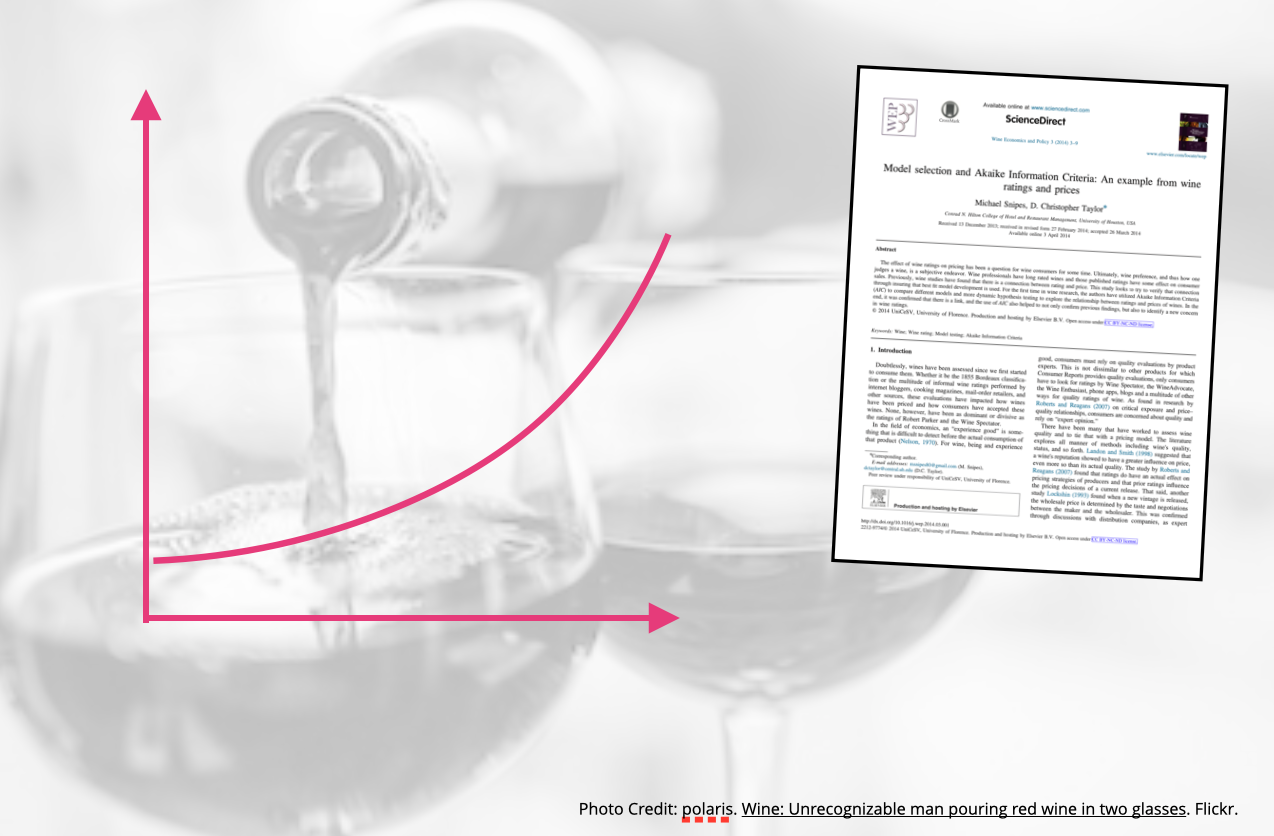 WEP
CrossMark
Available online at www.sciencedirect.com
ScienceDirect
Wine Economics and Policy 3 (2014) 3–9
www.elsevier.com/locate/wep
Model selection and Akaike Information Criteria: An example from wine
ratings and prices
Michael Snipes, D. Christopher Taylor*
Conrad N. Hilton College of Hotel and Restaurant Management, University of Houston, USA
Received 13 December 2013; received in revised form 27 February 2014; accepted 26 March 2014
Available online 3 April 2014
Abstract
The effect of wine ratings on pricing has been a question for wine consumers for some time. Ultimately, wine preference, and thus how one
judges a wine, is a subjective endeavor. Wine professionals have long rated wines and those published ratings have some effect on consumer
sales. Previously, wine studies have found that there is a connection between rating and price. This study looks to try to verify that connection
through ensuring that best fit model development is used. For the first time in wine research, the authors have utilized Akaike Information Criteria
(AIC) to compare different models and more dynamic hypothesis testing to explore the relationship between ratings and prices of wines. In the
end, it was confirmed that there is a link, and the use of AIC also helped to not only confirm previous findings, but also to identify a new concern
in wine ratings.
© 2014 UniCeSV, University of Florence. Production and hosting by Elsevier B.V. Open access under CC BY-NC-ND license.
Keywords: Wine; Wine rating; Model testing; Akaike Information Criteria
1. Introduction
Doubtlessly, wines have been assessed since we first started
to consume them. Whether it be the 1855 Bordeaux classifica-
tion or the multitude of informal wine ratings performed by
internet bloggers, cooking magazines, mail-order retailers, and
other sources, these evaluations have impacted how wines
have been priced and how consumers have accepted these
wines. None, however, have been as dominant or divisive as
the ratings of Robert Parker and the Wine Spectator.
In the field of economics, an “experience good” is some-
thing that is difficult to detect before the actual consumption of
that product (Nelson, 1970). For wine, being and experience
*Corresponding author.
E-mail addresses: (M. Snipes),
(D.C. Taylor).
Peer review under responsibility of UniCeSV, University of Florence.
ELSEVIER
Production and hosting by Elsevier
good, consumers must rely on quality evaluations by product
experts. This is not dissimilar to other products for which
Consumer Reports provides quality evaluations, only consumers
have to look for ratings by Wine Spectator, the WineAdvocate,
the Wine Enthusiast, phone apps, blogs and a multitude of other
ways for quality ratings of wine. As found in research by
Roberts and Reagans (2007) on critical exposure and price-
quality relationships, consumers are concerned about quality and
rely on “expert opinion.”
There have been many that have worked to assess wine
quality and to tie that with a pricing model. The literature
explores all manner of methods including wine's quality,
status, and so forth. Landon and Smith (1998) suggested that
a wine's reputation showed to have a greater influence on price,
even more so than its actual quality. The study by Roberts and
Reagans (2007) found that ratings do have an actual effect on
pricing strategies of producers and that prior ratings influence
the pricing decisions of a current release. That said, another
study Lockshin (1993) found when a new vintage is released,
the wholesale price is determined by the taste and negotiations
between the maker and the wholesaler. This was confirmed
through discussions with distribution companies, as expert
http://dx.doi.org/10.1016/j.wep.2014.03.001
2212-9774/© 2014 UniCeSV, University of Florence. Production and hosting by Elsevier B.V. Open access under CC BY-NC-ND license.
Photo Credit: polaris. Wine: Unrecognizable man pouring red wine in two glasses. Flickr.